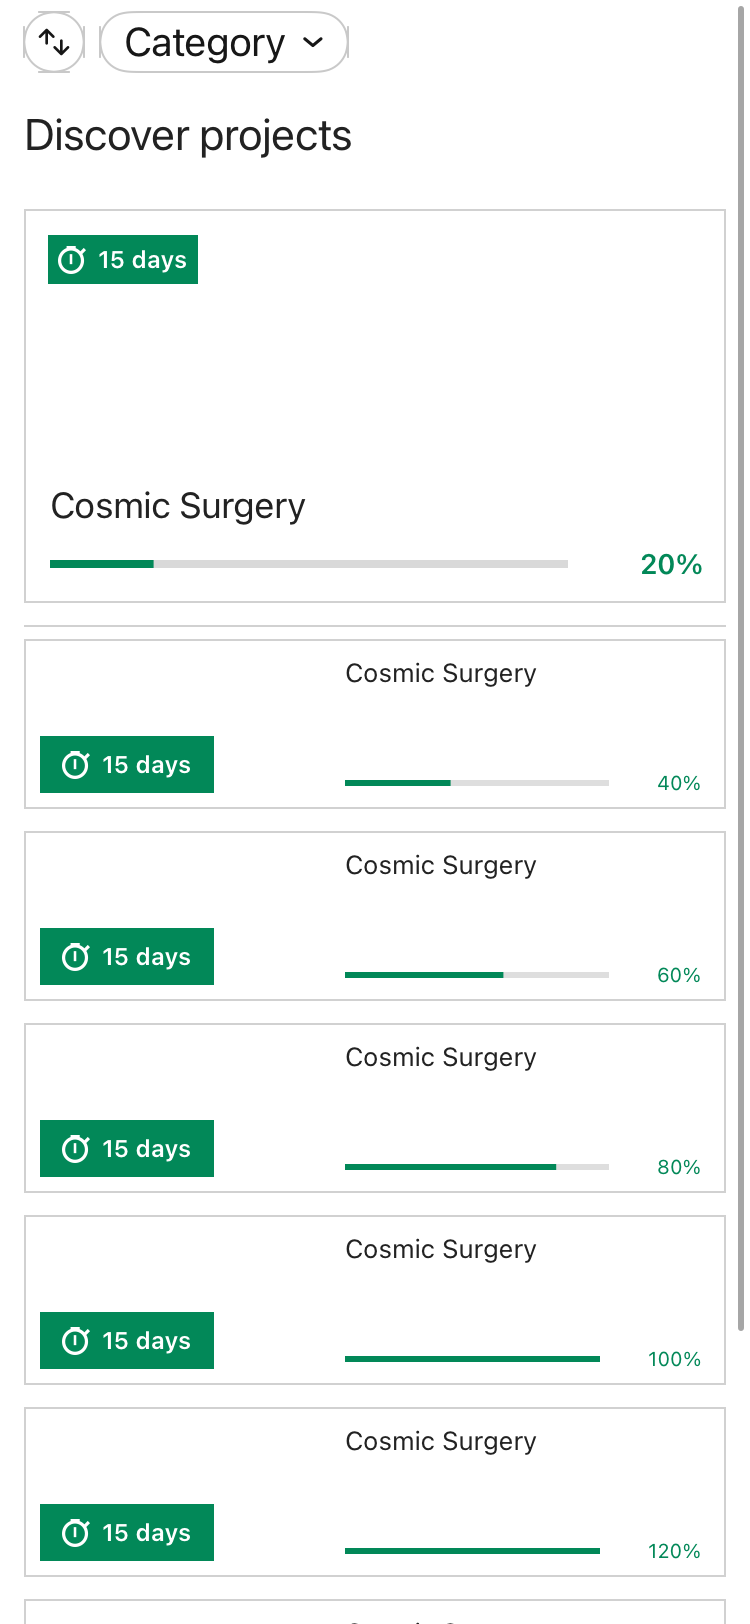 Category
Discover projects
15 days
Cosmic Surgery
20%
Cosmic Surgery
15 days
40%
Cosmic Surgery
15 days
60%
Cosmic Surgery
15 days
80%
Cosmic Surgery
15 days
100%
Cosmic Surgery
15 days
120%